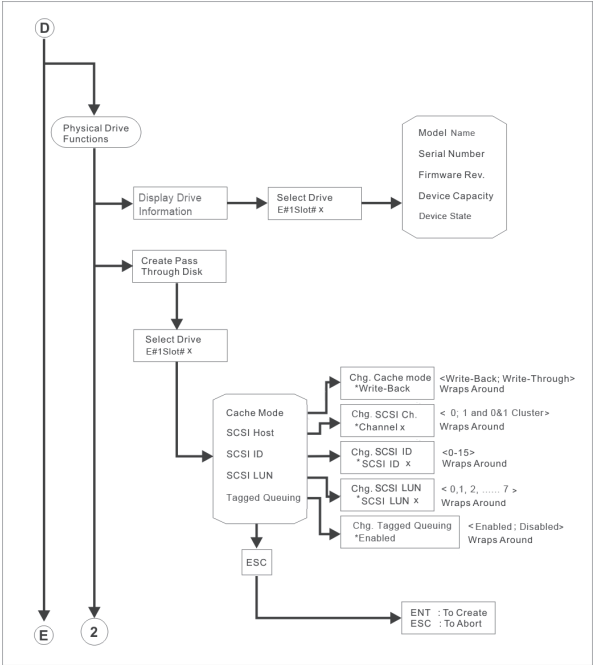 D
Physical Drive
Functions
Model Name
Serial Number
Firmware Rev.
Device Capacity
Device State
Display Drive
Information
Select Drive
E#1Slot# x
Create Pass
Through Disk
Select Drive
E#1Slot# x
Cache Mode
SCSI Host
SCSI ID
SCSI LUN
Tagged Queuing
Chg. Cache mode
*Write-Back
<Write-Back; Write-Through>
Wraps Around
Chg. SCSI Ch.
*Channel x
< 0; 1 and 0&1 Cluster>
Wraps Around
Chg. SCSI ID
*SCSI ID x
<0-15>
Wraps Around
Chg. SCSI LUN
*SCSI LUN x
< 0,1, 2, ...... 7 >
Wraps Around
Chg. Tagged Queuing
*Enabled
<Enabled; Disabled>
Wraps Around
ESC
ENT : To Create
ESC : To Abort
E
2